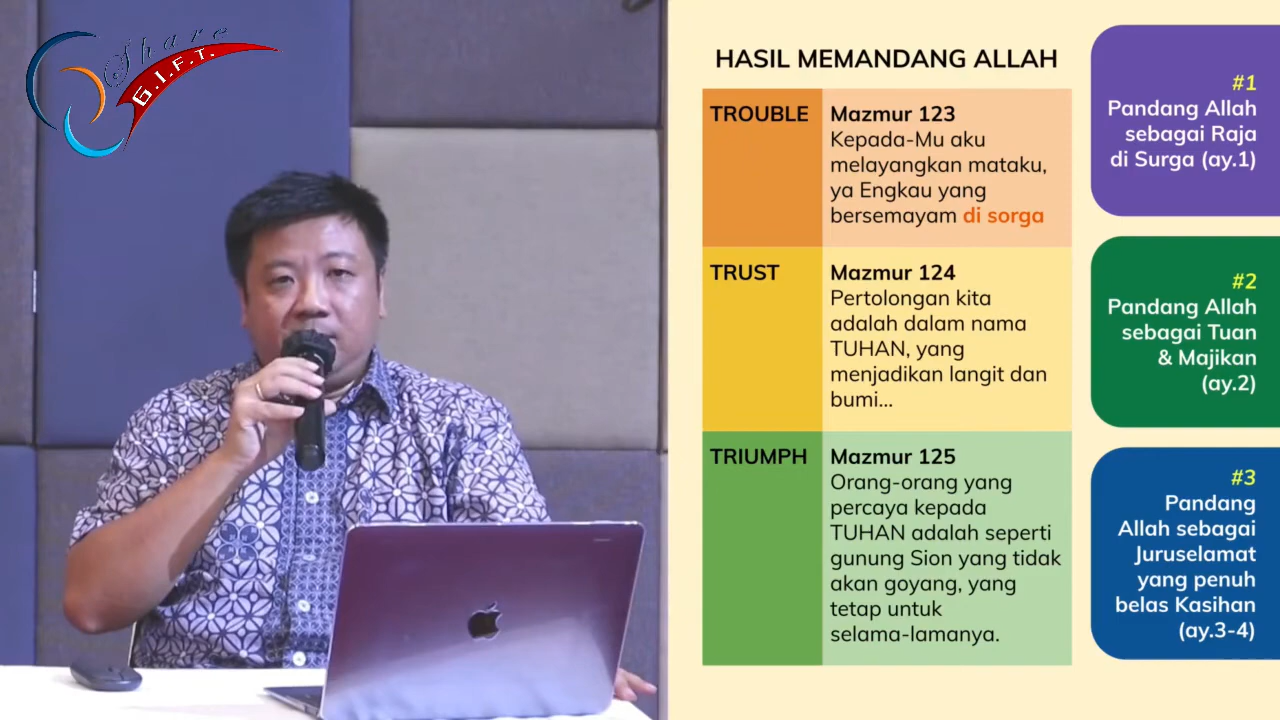 Share
G.I.F.T.
HASIL MEMANDANG ALLAH
TROUBLE
Mazmur 123
Kepada-Mu aku
melayangkan mataku,
ya Engkau yang
bersemayam di sorga
TRUST
Mazmur 124
Pertolongan kita
adalah dalam nama
TUHAN, yang
menjadikan langit dan
bumi...
TRIUMPH
Mazmur 125
Orang-orang yang
percaya kepada
TUHAN adalah seperti
gunung Sion yang tidak
akan goyang, yang
tetap untuk
selama-lamanya.
#1
Pandang Allah
sebagai Raja
di Surga (ay.1)
#2
Pandang Allah
sebagai Tuan
& Majikan
(ay.2)
#3
Pandang
Allah sebagai
Juruselamat
yang penuh
belas Kasihan
(ay.3-4)